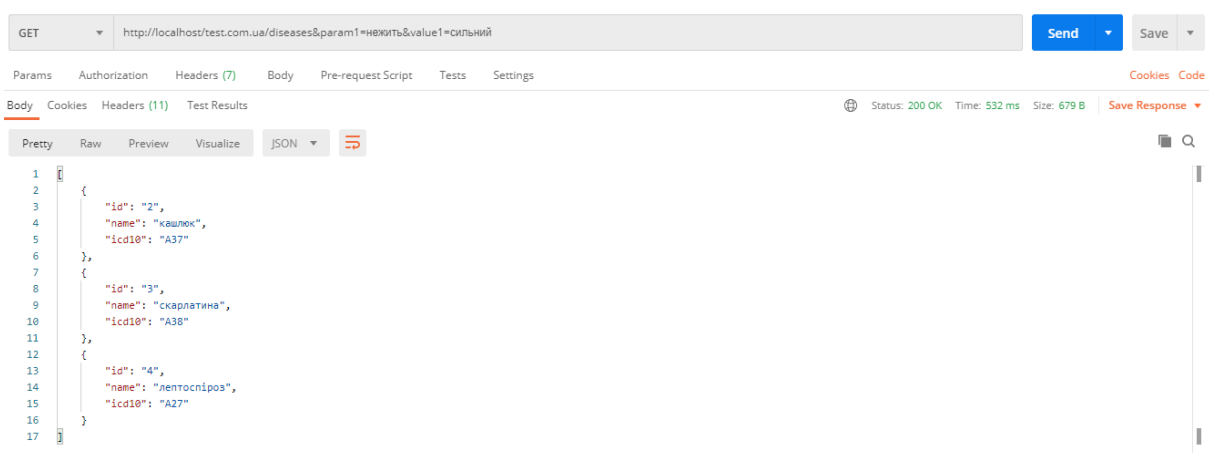 GET http://localhost/test.com.ua/diseases&param1=нежить&value1=сильний Send Save
Params Authorization Headers (7) Body Pre-request Script Tests Settings Cookies Code
Body Cookies Headers (11) Test Results Status: 200 OK Time: 532 ms Size: 679 B Save Response
Pretty Raw Preview Visualize JSON
1 [
2 {
3 "id": "2",
4 "name": "кашлюк",
5 "icd10": "A37"
6 },
7 {
8 "id": "3",
9 "name": "скарлатина",
10 "icd10": "A38"
11 },
12 {
13 "id": "4",
14 "name": "лептоспіроз",
15 "icd10": "A27"
16 }
17 ]